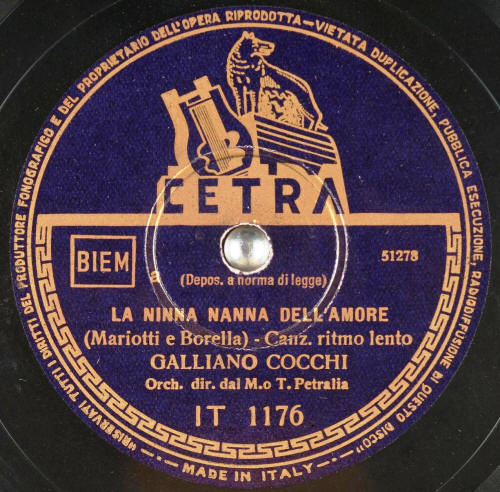 "RISERVATI TUTTI I DIRITTI DEL PRODUTTORE FONOGRAFICO E DEL PROPRIETARIO DELL'OPERA RIPRODOTTA - VIETATA DUPLICAZIONE, PUBBLICA ESECUZIONE, RADIODIFFUSIONE DI QUESTO DISCO"
CETRA
BIEM
51278
a
(Depos. a norma di legge)
LA NINNA NANNA DELL'AMORE
(Mariotti e Borella) - Canz. ritmo lento
GALLIANO COCCHI
Orch. dir. dal M.o T. Petralia
IT 1176
MADE IN ITALY